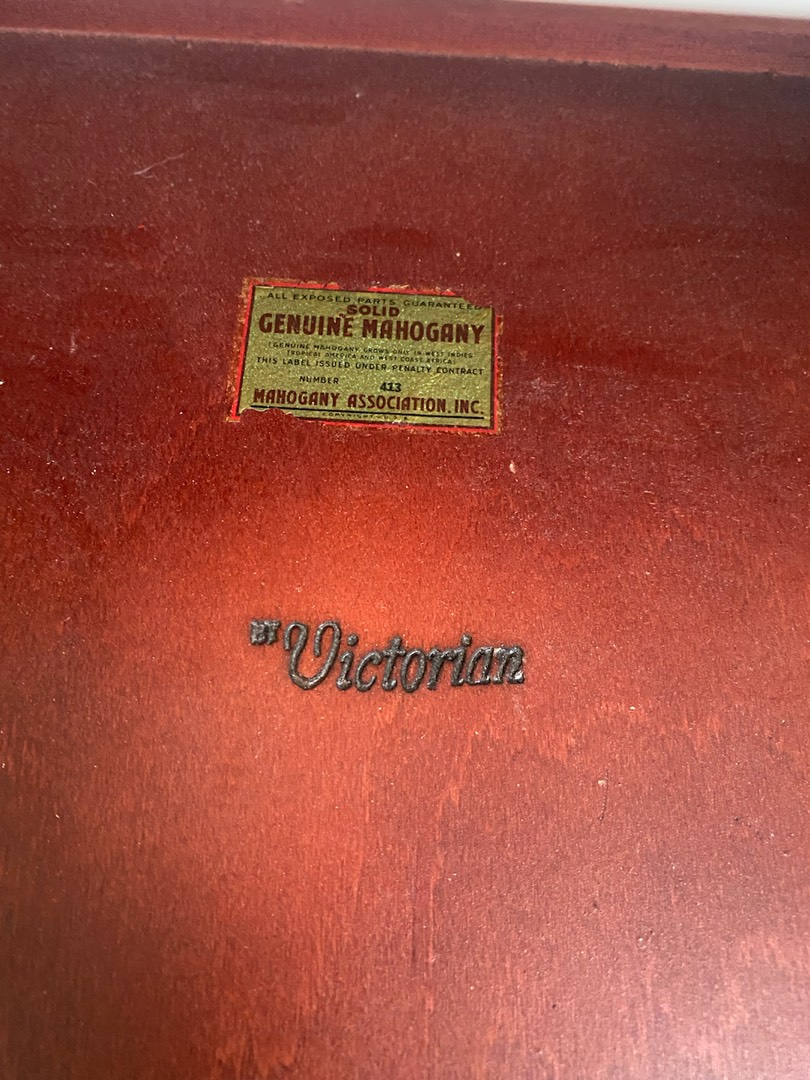 ALL EXPOSED PARTS GUARANTEED
SOLID
GENUINE MAHOGANY
(GENUINE MAHOGANY GROWS ONLY IN WEST INDIES,
TROPICAL AMERICA AND WEST COAST AFRICA)
THIS LABEL ISSUED UNDER PENALTY CONTRACT
NUMBER 413
MAHOGANY ASSOCIATION, INC.
COPYRIGHT
BY Victorian